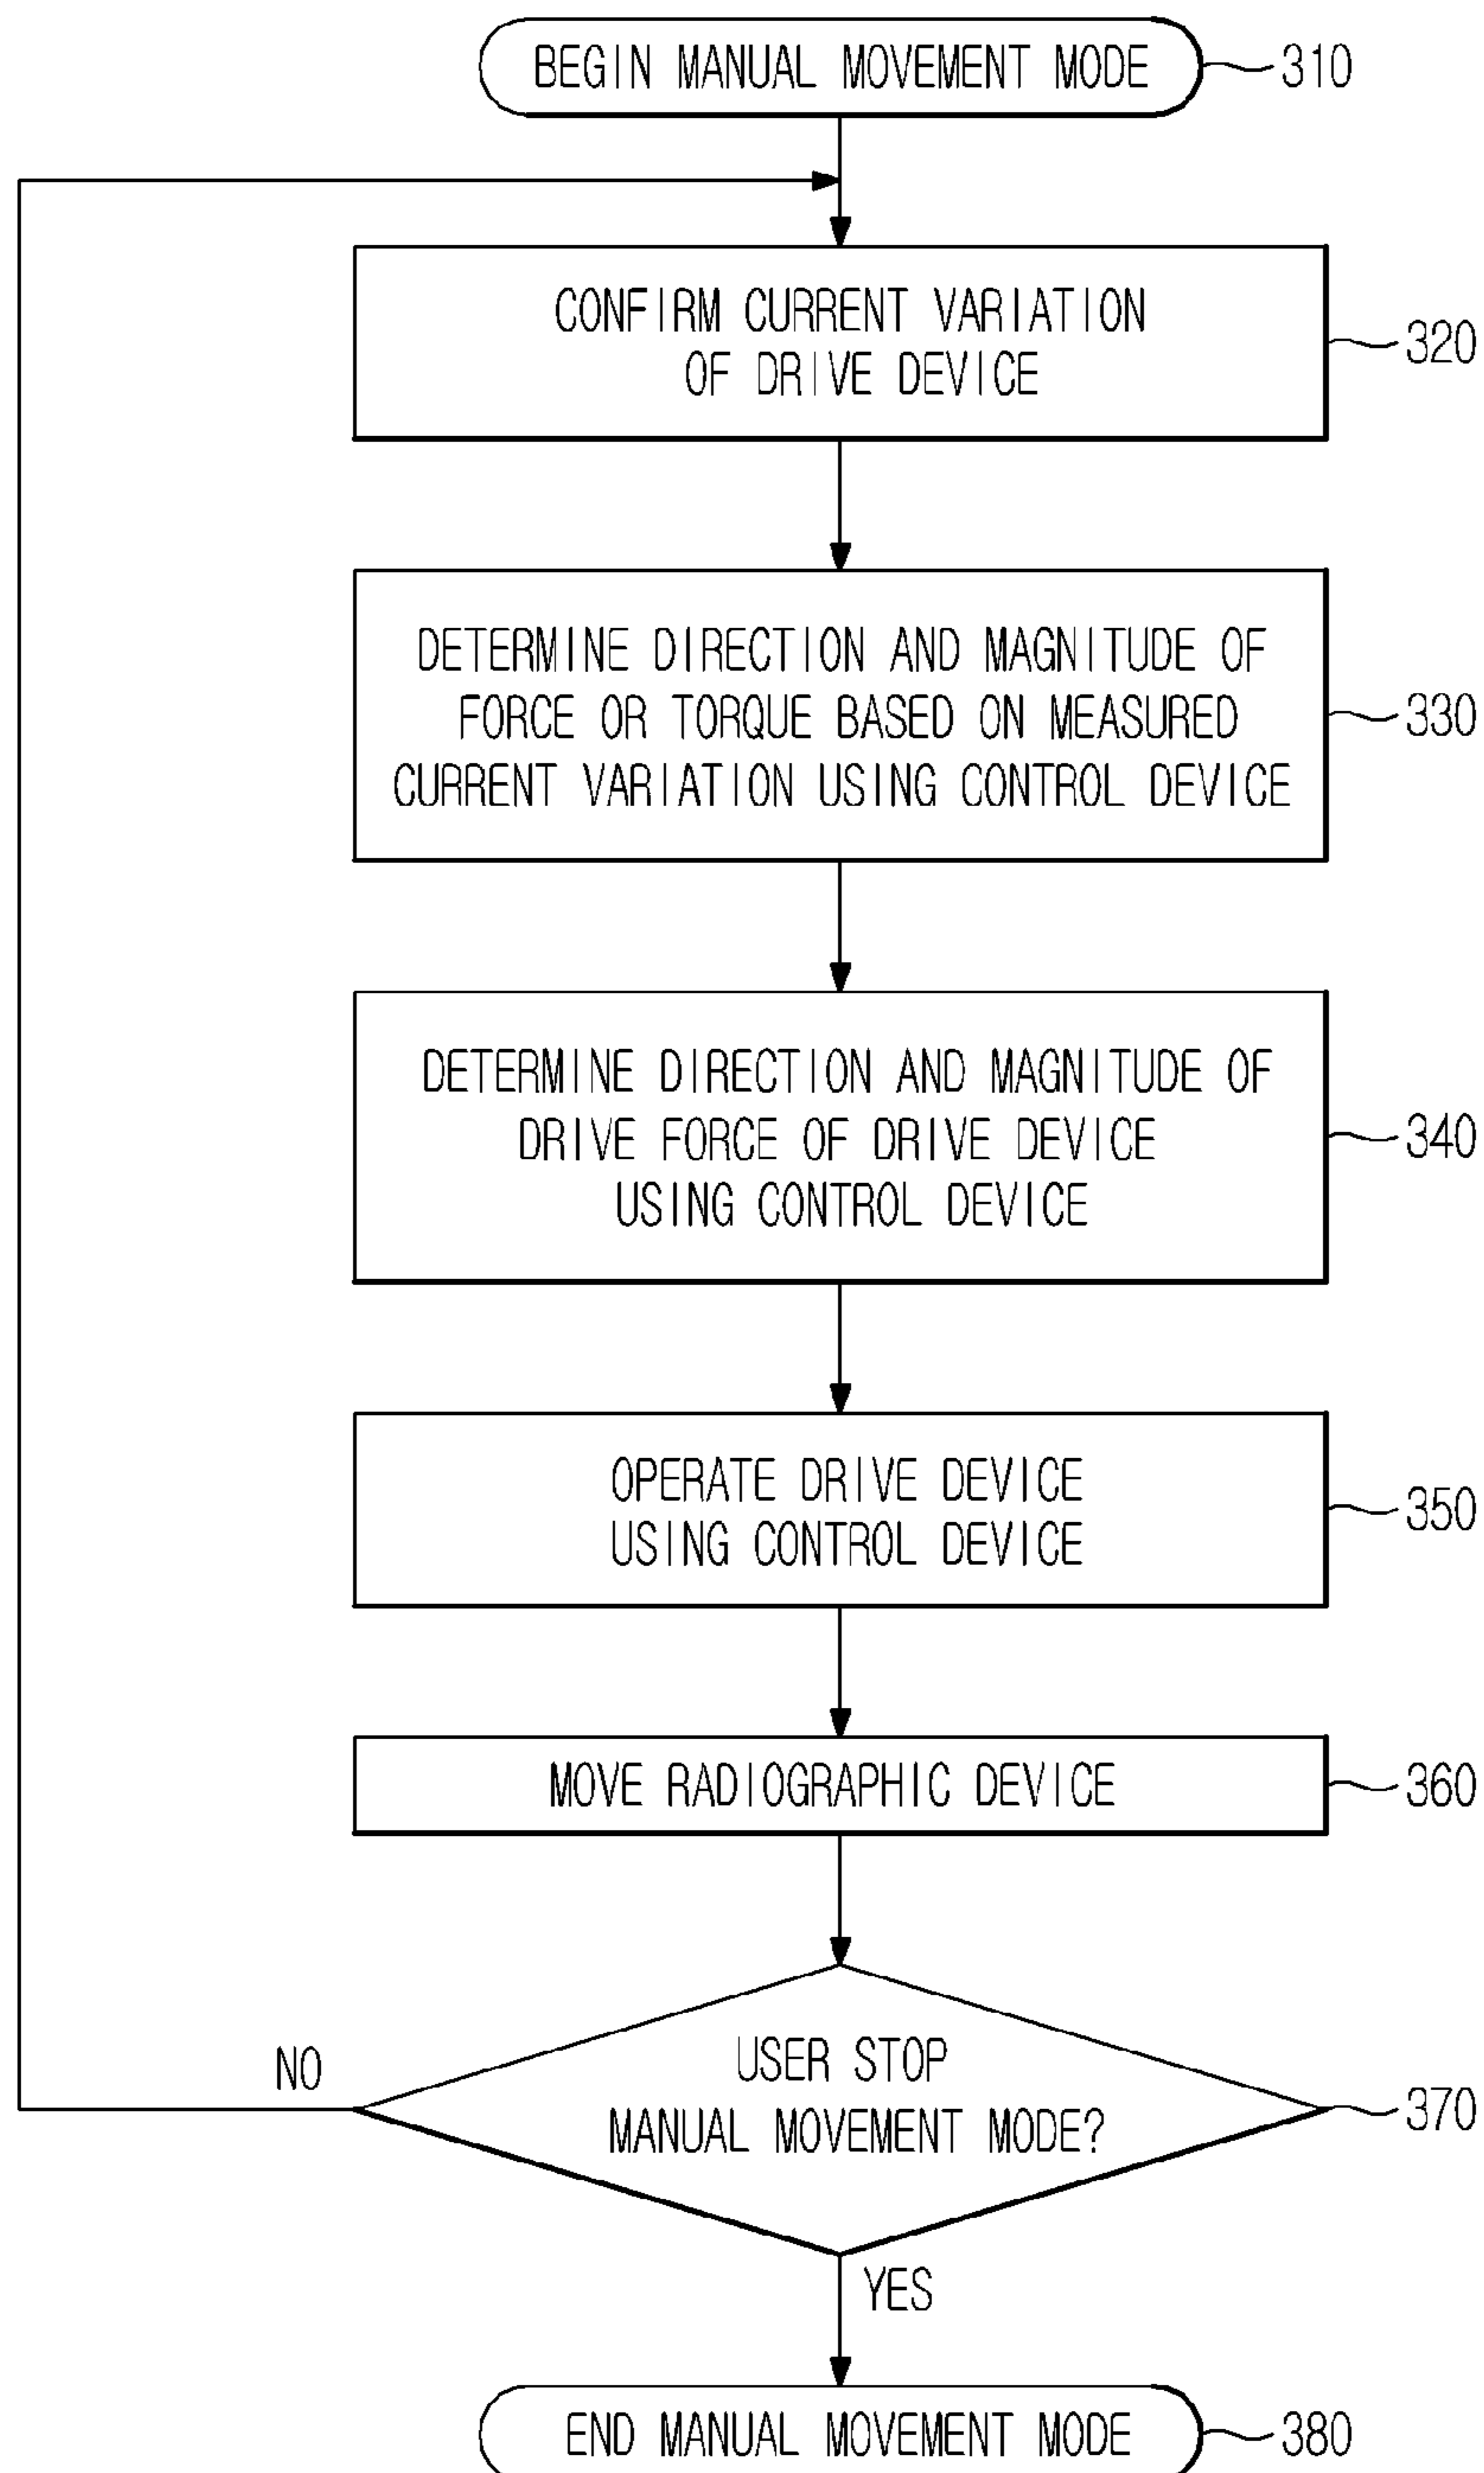 BEGIN MANUAL MOVEMENT MODE
310
CONFIRM CURRENT VARIATION
OF DRIVE DEVICE
320
DETERMINE DIRECTION AND MAGNITUDE OF
FORCE OR TORQUE BASED ON MEASURED
CURRENT VARIATION USING CONTROL DEVICE
330
DETERMINE DIRECTION AND MAGNITUDE OF
DRIVE FORCE OF DRIVE DEVICE
USING CONTROL DEVICE
340
OPERATE DRIVE DEVICE
USING CONTROL DEVICE
350
MOVE RADIOGRAPHIC DEVICE
360
NO
USER STOP
MANUAL MOVEMENT MODE?
370
YES
END MANUAL MOVEMENT MODE
380